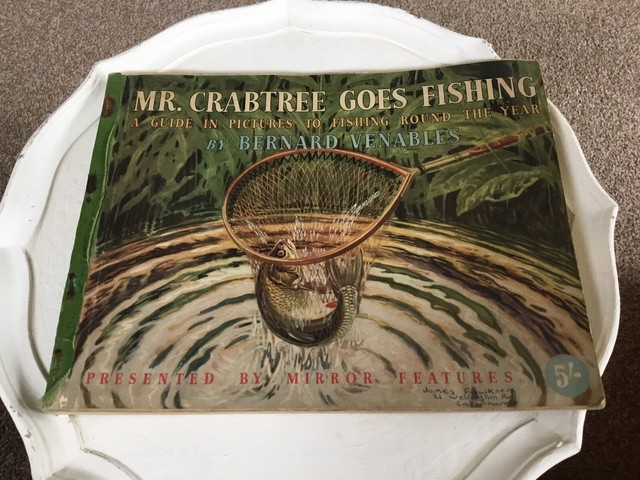 MR. CRABTREE GOES FISHING
A GUIDE IN PICTURES TO FISHING ROUND THE YEAR
BY BERNARD VENABLES
PRESENTED BY MIRROR FEATURES
5/-
James